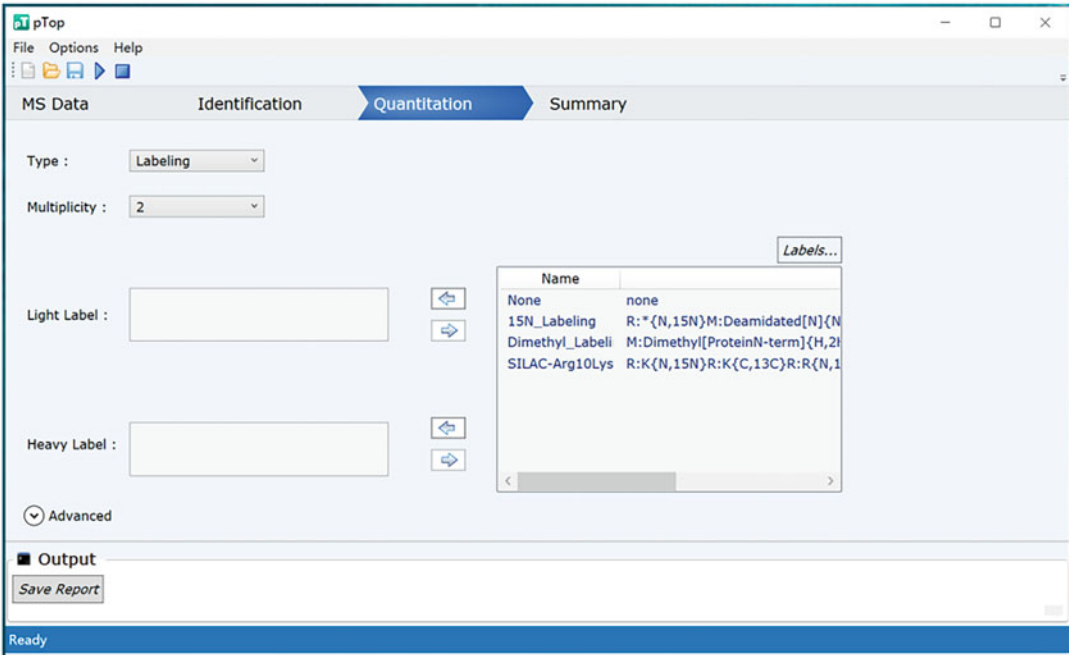 pT pTop
File Options Help
MS Data Identification Quantitation Summary
Type : Labeling
Multiplicity : 2
Labels...
Name
Light Label :
None none
15N_Labeling R:*{N,15N}M:Deamidated[N]{N
Dimethyl_Labeli M:Dimethyl[ProteinN-term]{H,2H
SILAC-Arg10Lys R:K{N,15N}R:K{C,13C}R:R{N,1
Heavy Label :
Advanced
Output
Save Report
Ready